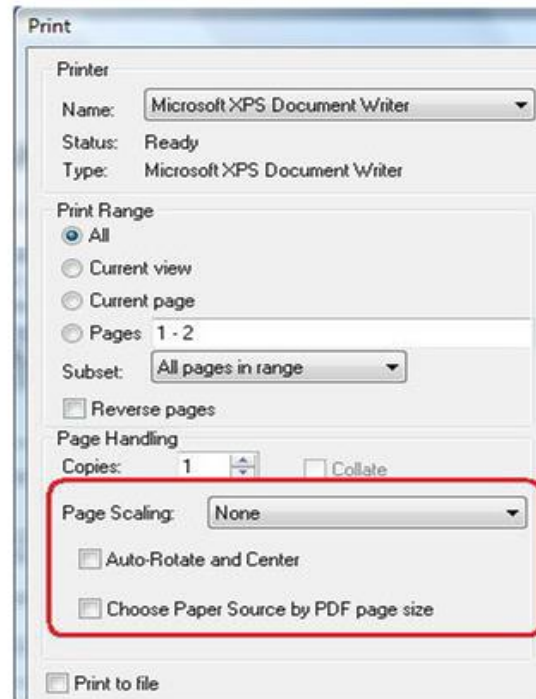 Print
Printer
Name: Microsoft XPS Document Writer
Status: Ready
Type: Microsoft XPS Document Writer
Print Range
All
Current view
Current page
Pages 1 - 2
Subset: All pages in range
Reverse pages
Page Handling
Copies: 1 Collate
Page Scaling: None
Auto-Rotate and Center
Choose Paper Source by PDF page size
Print to file